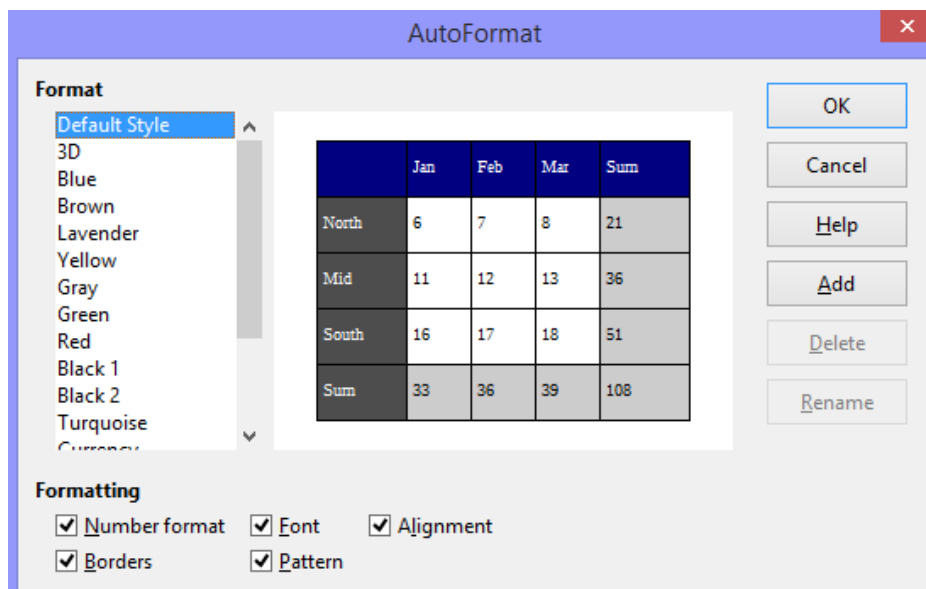 AutoFormat
Format
Default Style
3D
Blue
Brown
Lavender
Yellow
Gray
Green
Red
Black 1
Black 2
Turquoise
Currency
Jan Feb Mar Sum
North 6 7 8 21
Mid 11 12 13 36
South 16 17 18 51
Sum 33 36 39 108
OK
Cancel
Help
Add
Delete
Rename
Formatting
Number format Font Alignment
Borders Pattern